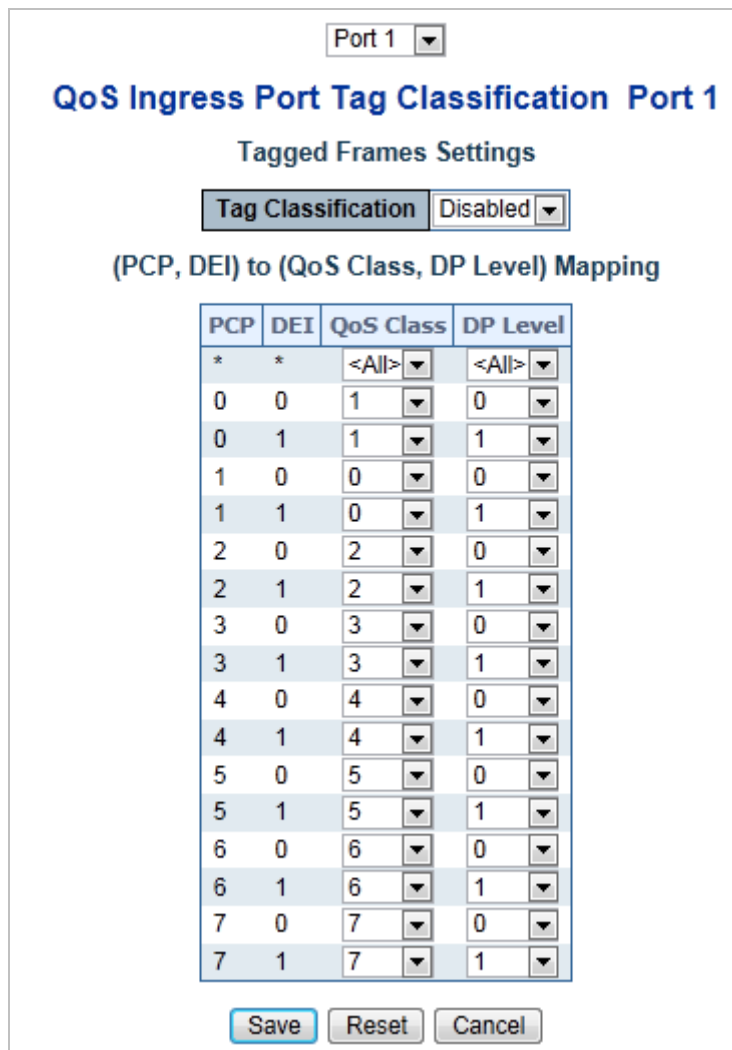 Port 1
QoS Ingress Port Tag Classification Port 1
Tagged Frames Settings
Tag Classification Disabled
(PCP, DEI) to (QoS Class, DP Level) Mapping
PCP DEI QoS Class DP Level
* * <All> <All>
0 0 1 0
0 1 1 1
1 0 0 0
1 1 0 1
2 0 2 0
2 1 2 1
3 0 3 0
3 1 3 1
4 0 4 0
4 1 4 1
5 0 5 0
5 1 5 1
6 0 6 0
6 1 6 1
7 0 7 0
7 1 7 1
Save Reset Cancel